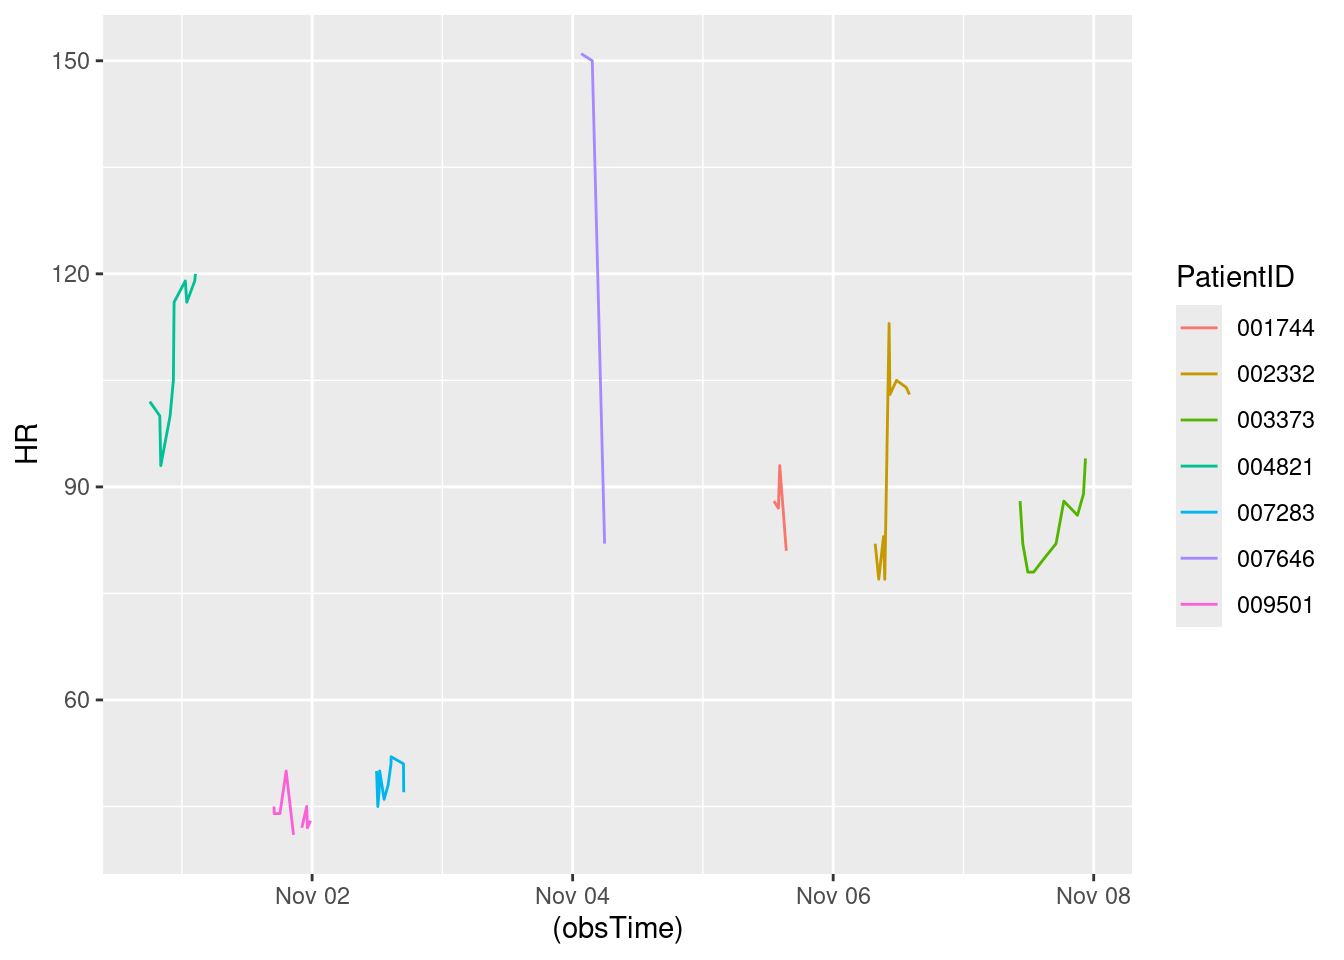 150
120
90
60
HR
Nov 02
Nov 04
Nov 06
Nov 08
(obsTime)
PatientID
001744
002332
003373
004821
007283
007646
009501